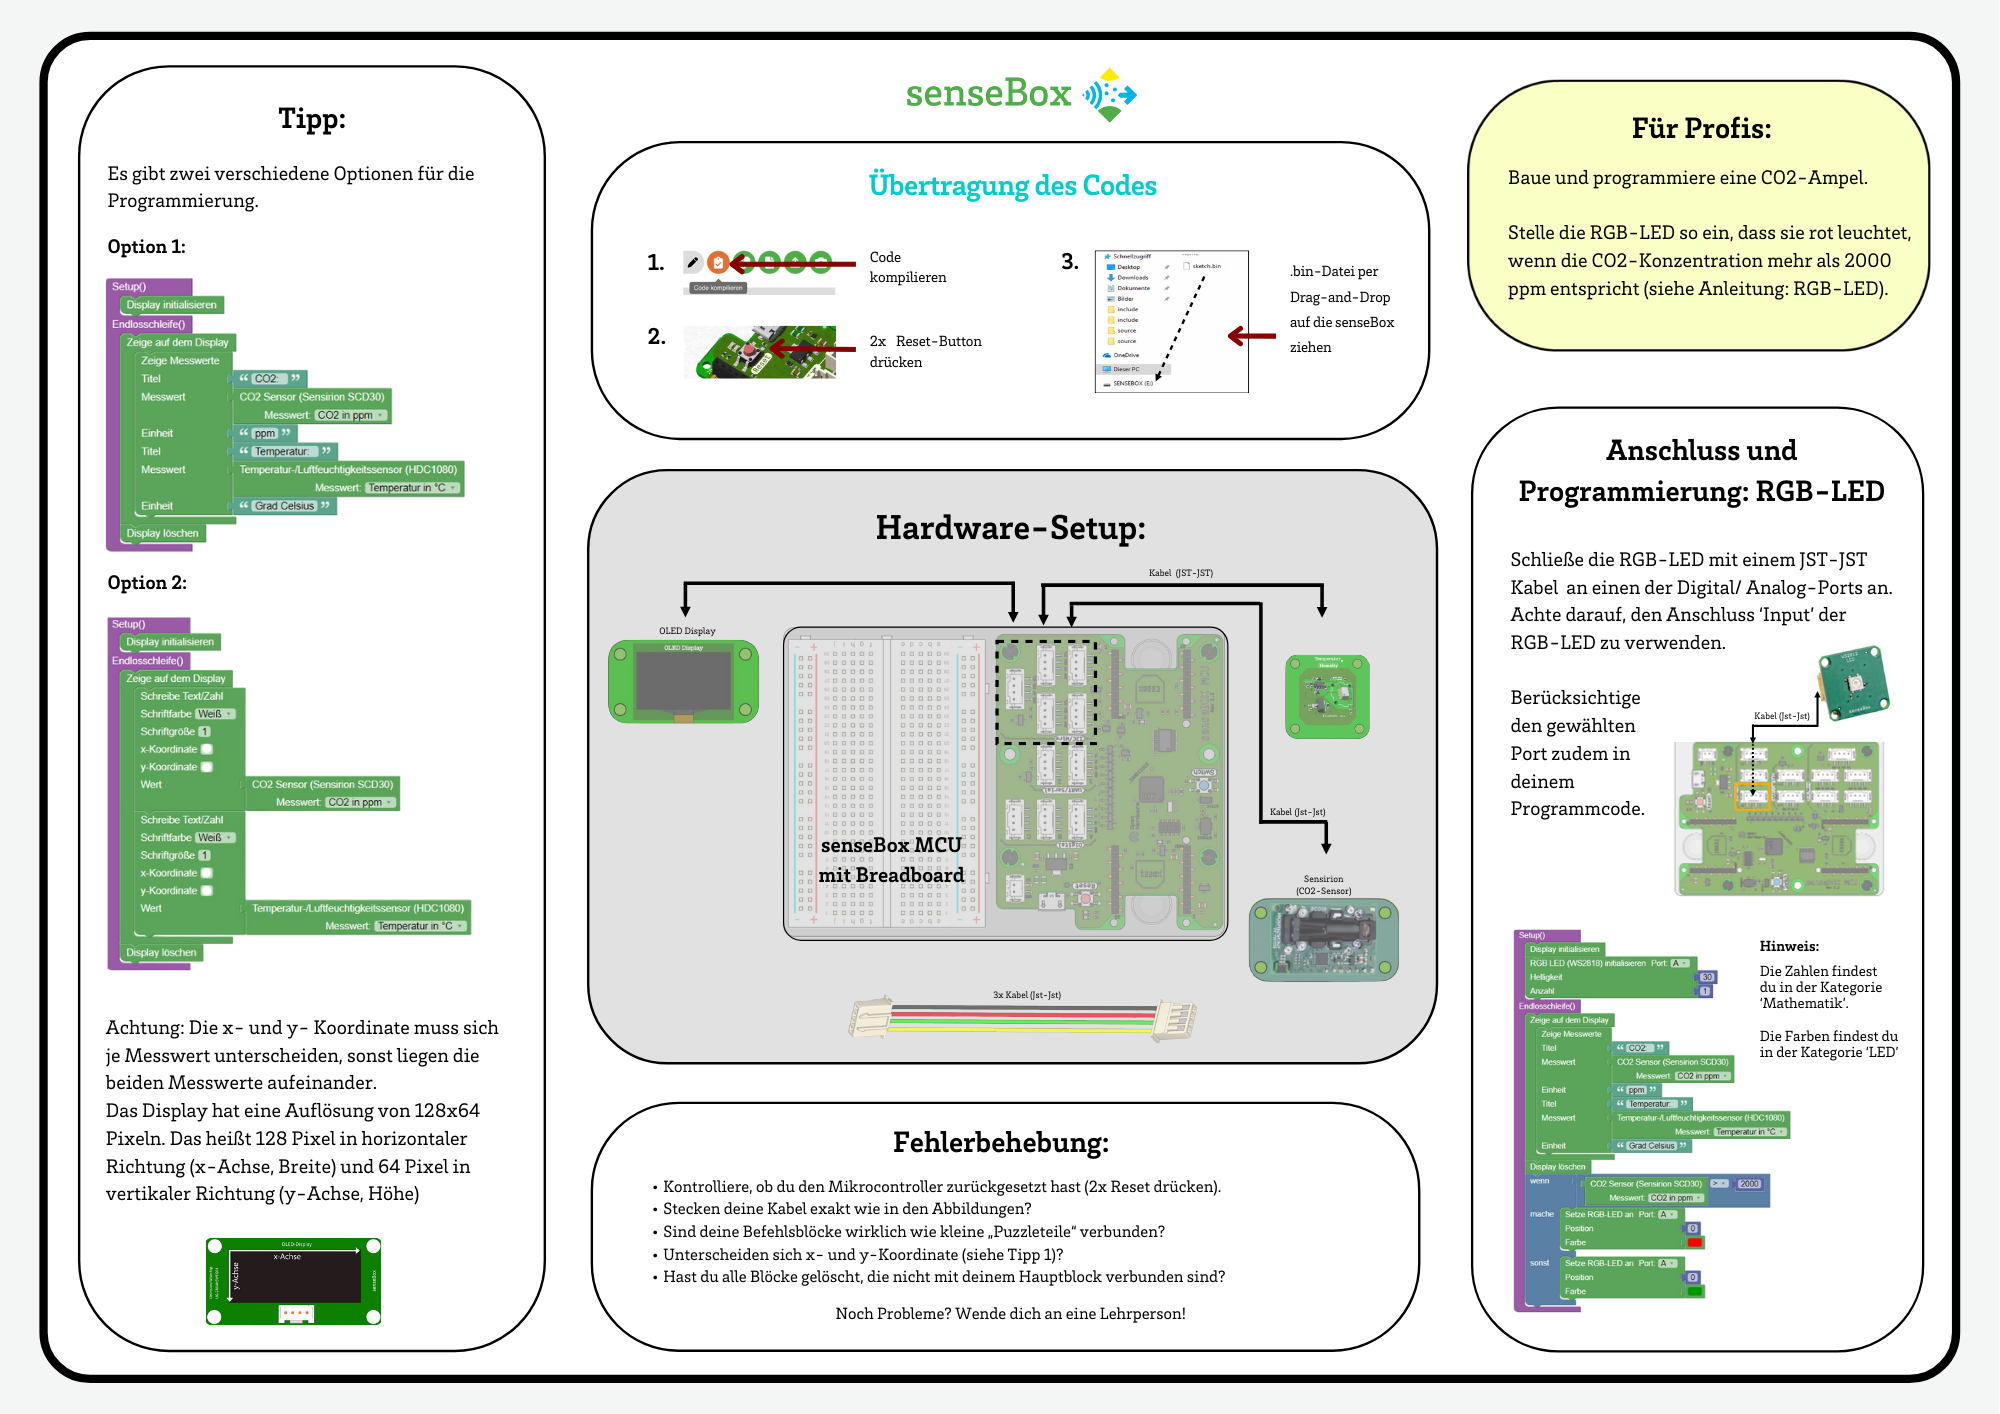 Tipp:
Es gibt zwei verschiedene Optionen für die
Programmierung.
Option 1:
Setup()
Display initialisieren
Endlosschleife()
Zeige auf dem Display
Zeige Messwerte
Titel “ CO2: ”
Messwert CO2 Sensor (Sensirion SCD30)
Messwert: CO2 in ppm
Einheit “ ppm ”
Titel “ Temperatur: ”
Messwert Temperatur-/Luftfeuchtigkeitssensor (HDC1080)
Messwert: Temperatur in °C
Einheit “ Grad Celsius ”
Display löschen
Option 2:
Setup()
Display initialisieren
Endlosschleife()
Zeige auf dem Display
Schreibe Text/Zahl
Schriftfarbe Weiß
Schriftgröße 1
x-Koordinate
y-Koordinate
Wert CO2 Sensor (Sensirion SCD30)
Messwert: CO2 in ppm
Schreibe Text/Zahl
Schriftfarbe Weiß
Schriftgröße 1
x-Koordinate
y-Koordinate
Wert Temperatur-/Luftfeuchtigkeitssensor (HDC1080)
Messwert: Temperatur in °C
Display löschen
Achtung: Die x- und y- Koordinate muss sich
je Messwert unterscheiden, sonst liegen die
beiden Messwerte aufeinander.
Das Display hat eine Auflösung von 128x64
Pixeln. Das heißt 128 Pixel in horizontaler
Richtung (x-Achse, Breite) und 64 Pixel in
vertikaler Richtung (y-Achse, Höhe)
OLED-Display
x-Achse
y-Achse
senseBox
senseBox
Übertragung des Codes
1.
Code kompilieren
Code
kompilieren
2.
Reset
2x Reset-Button
drücken
3.
Schnellzugriff
Desktop
Downloads
Dokumente
Bilder
include
include
source
source
OneDrive
Dieser PC
SENSEBOX (E:)
sketch.bin
.bin-Datei per
Drag-and-Drop
auf die senseBox
ziehen
Hardware-Setup:
Kabel (JST-JST)
OLED Display
OLED Display
Temperature,
Humidity
I2C/Wire
UART/Serial
Digital
Switch
Reset
XBEE1
XBEE2
senseBox MCU
mit Breadboard
Kabel (Jst-Jst)
Sensirion
(CO2-Sensor)
3x Kabel (Jst-Jst)
Fehlerbehebung:
• Kontrolliere, ob du den Mikrocontroller zurückgesetzt hast (2x Reset drücken).
• Stecken deine Kabel exakt wie in den Abbildungen?
• Sind deine Befehlsblöcke wirklich wie kleine „Puzzleteile“ verbunden?
• Unterscheiden sich x- und y-Koordinate (siehe Tipp 1)?
• Hast du alle Blöcke gelöscht, die nicht mit deinem Hauptblock verbunden sind?
Noch Probleme? Wende dich an eine Lehrperson!
Für Profis:
Baue und programmiere eine CO2-Ampel.
Stelle die RGB-LED so ein, dass sie rot leuchtet,
wenn die CO2-Konzentration mehr als 2000
ppm entspricht (siehe Anleitung: RGB-LED).
Anschluss und
Programmierung: RGB-LED
Schließe die RGB-LED mit einem JST-JST
Kabel an einen der Digital/ Analog-Ports an.
Achte darauf, den Anschluss ‘Input’ der
RGB-LED zu verwenden.
Berücksichtige
den gewählten
Port zudem in
deinem
Programmcode.
WS2812
LED
senseBox
Kabel (Jst-Jst)
Setup()
Display initialisieren
RGB LED (WS2818) initialisieren Port: A
Helligkeit 30
Anzahl 1
Endlosschleife()
Zeige auf dem Display
Zeige Messwerte
Titel “ CO2: ”
Messwert CO2 Sensor (Sensirion SCD30)
Messwert: CO2 in ppm
Einheit “ ppm ”
Titel “ Temperatur: ”
Messwert Temperatur-/Luftfeuchtigkeitssensor (HDC1080)
Messwert: Temperatur in °C
Einheit “ Grad Celsius ”
Display löschen
wenn CO2 Sensor (Sensirion SCD30) > 2000
Messwert: CO2 in ppm
mache Setze RGB-LED an Port: A
Position 0
Farbe
sonst Setze RGB-LED an Port: A
Position 0
Farbe
Hinweis:
Die Zahlen findest
du in der Kategorie
‘Mathematik’.
Die Farben findest du
in der Kategorie ‘LED’